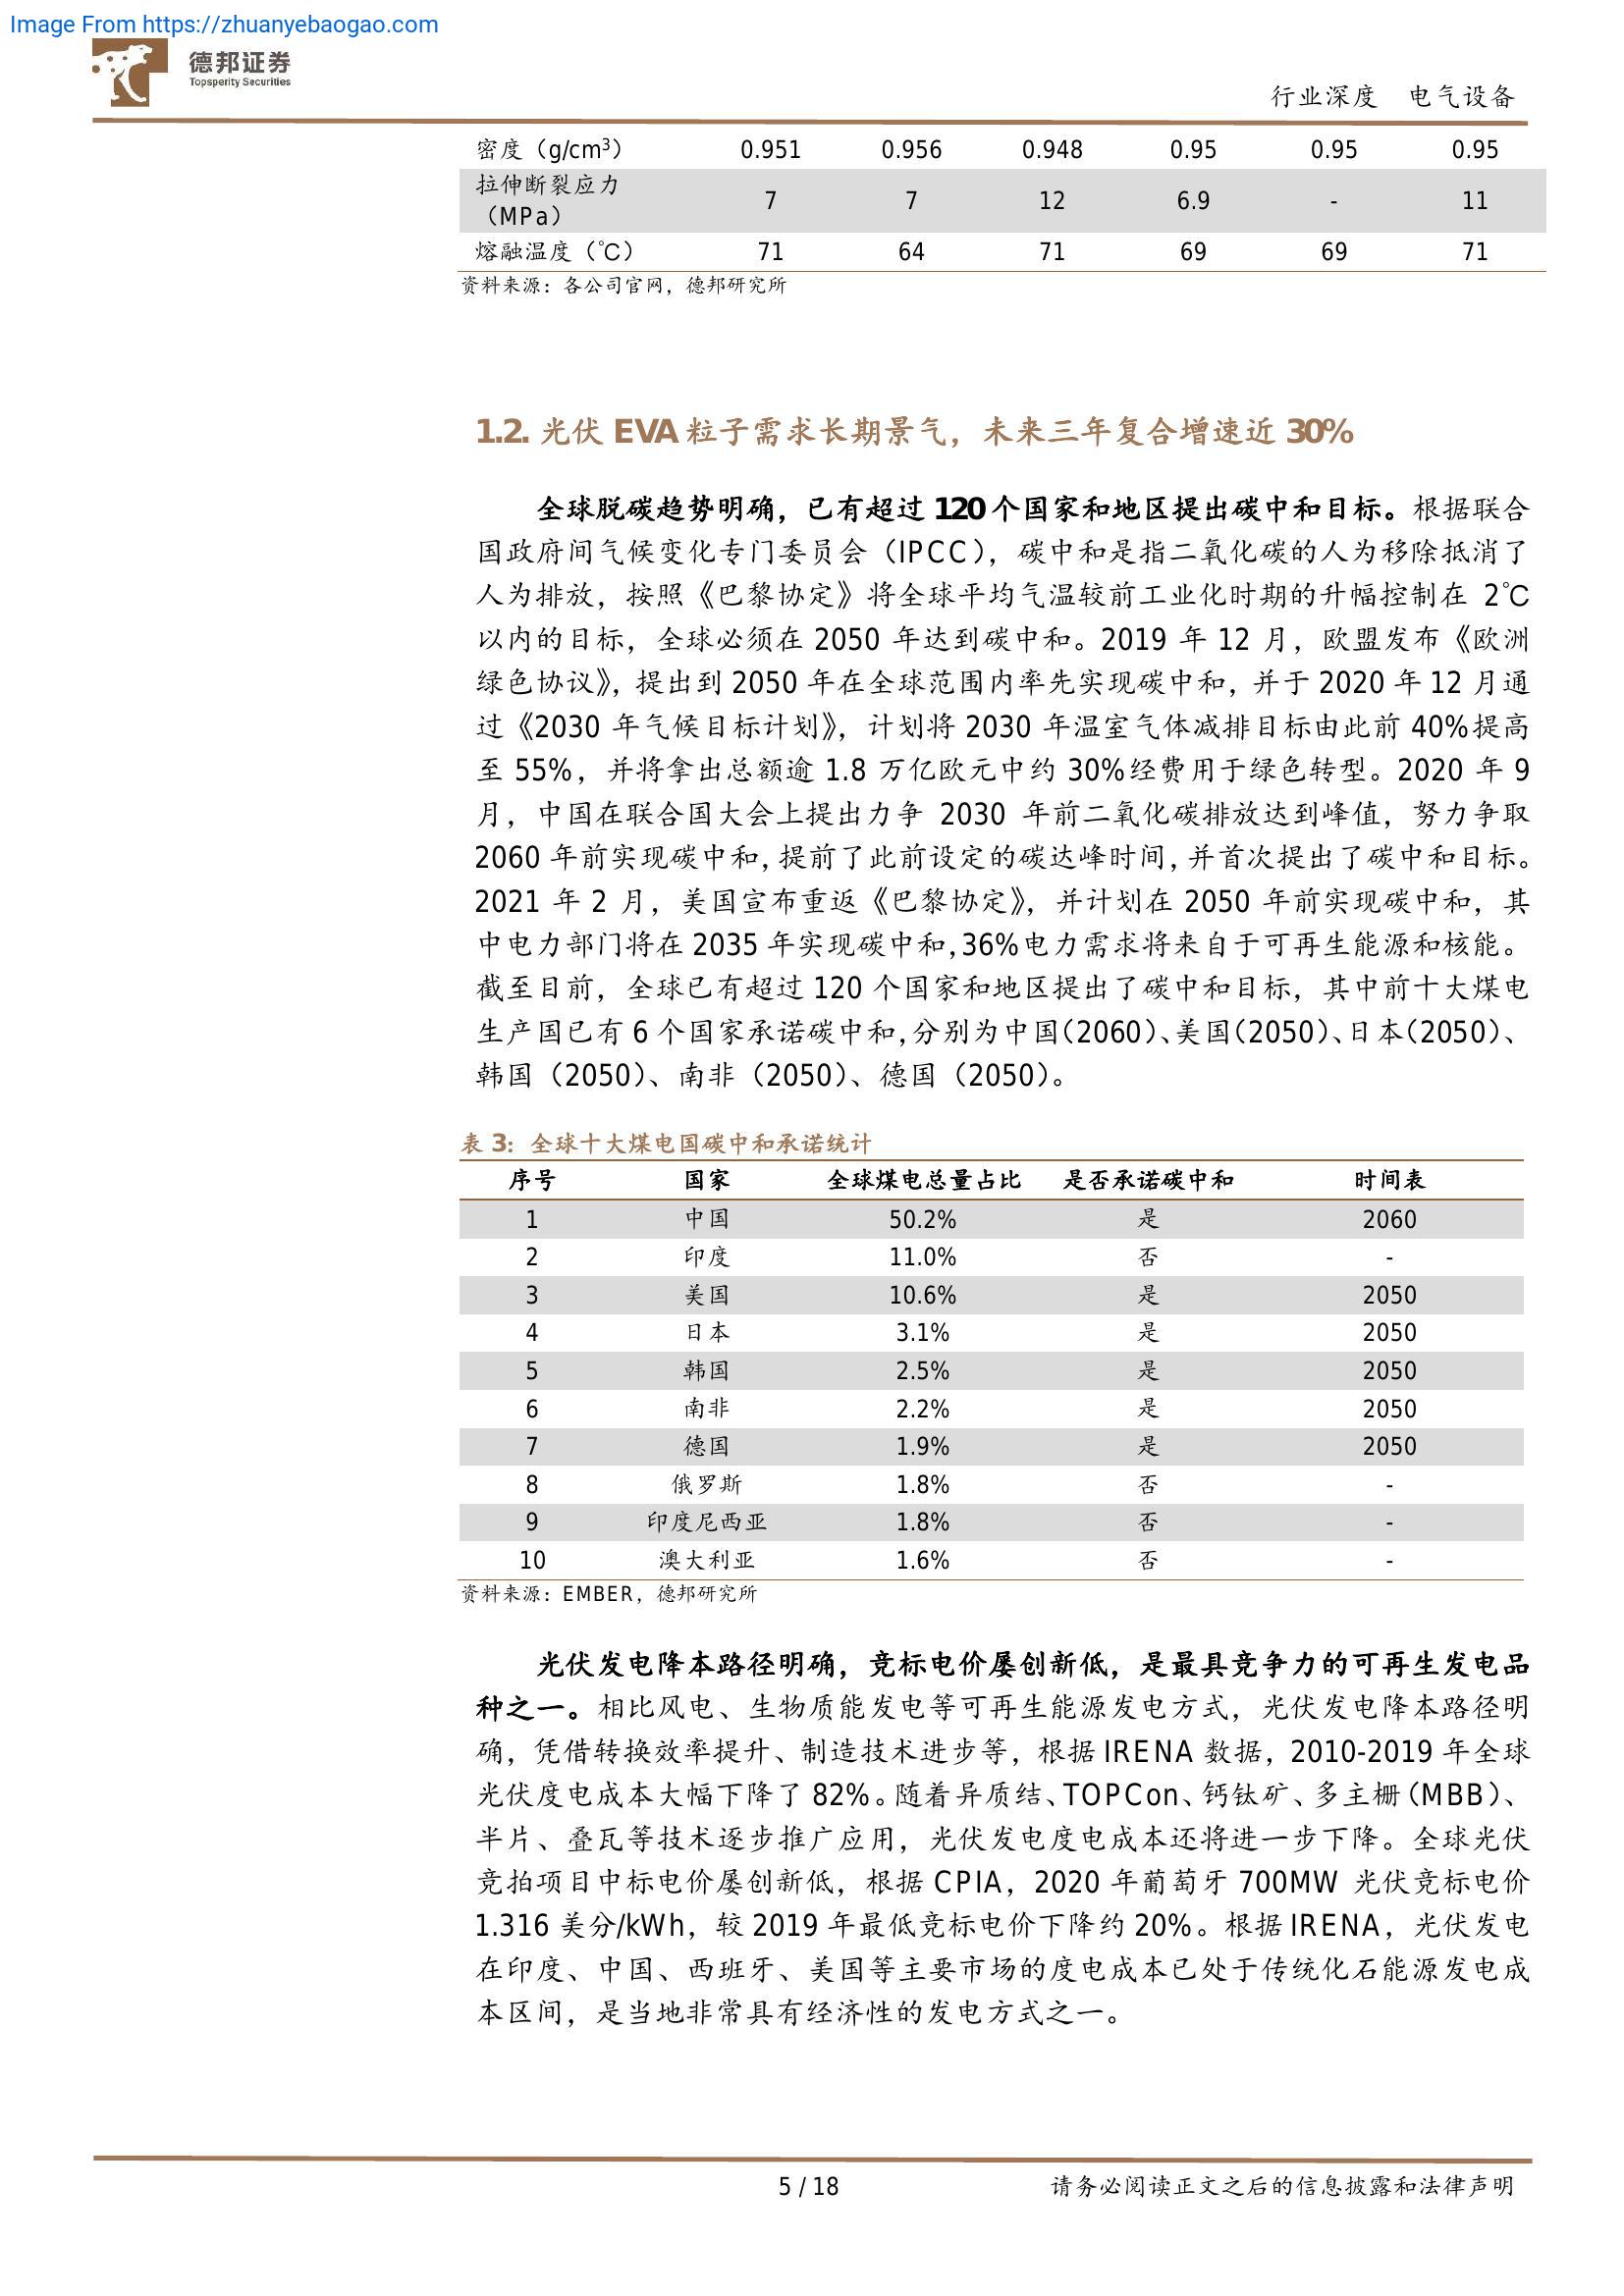 Image From https://zhuanyebaogao.com
德邦证券
Topsperity Securities
行业深度 电气设备
密度（g/cm³） 0.951 0.956 0.948 0.95 0.95 0.95
拉伸断裂应力
（MPa） 7 7 12 6.9 - 11
熔融温度（℃） 71 64 71 69 69 71
资料来源：各公司官网，德邦研究所
1.2. 光伏 EVA 粒子需求长期景气，未来三年复合增速近 30%
全球脱碳趋势明确，已有超过 120 个国家和地区提出碳中和目标。根据联合
国政府间气候变化专门委员会（IPCC），碳中和是指二氧化碳的人为移除抵消了
人为排放，按照《巴黎协定》将全球平均气温较前工业化时期的升幅控制在 2℃
以内的目标，全球必须在 2050 年达到碳中和。2019 年 12 月，欧盟发布《欧洲
绿色协议》，提出到 2050 年在全球范围内率先实现碳中和，并于 2020 年 12 月通
过《2030 年气候目标计划》，计划将 2030 年温室气体减排目标由此前 40%提高
至 55%，并将拿出总额逾 1.8 万亿欧元中约 30%经费用于绿色转型。2020 年 9
月，中国在联合国大会上提出力争 2030 年前二氧化碳排放达到峰值，努力争取
2060 年前实现碳中和，提前了此前设定的碳达峰时间，并首次提出了碳中和目标。
2021 年 2 月，美国宣布重返《巴黎协定》，并计划在 2050 年前实现碳中和，其
中电力部门将在 2035 年实现碳中和，36%电力需求将来自于可再生能源和核能。
截至目前，全球已有超过 120 个国家和地区提出了碳中和目标，其中前十大煤电
生产国已有 6 个国家承诺碳中和，分别为中国（2060）、美国（2050）、日本（2050）、
韩国（2050）、南非（2050）、德国（2050）。
表 3：全球十大煤电国碳中和承诺统计
序号 国家 全球煤电总量占比 是否承诺碳中和 时间表
1 中国 50.2% 是 2060
2 印度 11.0% 否 -
3 美国 10.6% 是 2050
4 日本 3.1% 是 2050
5 韩国 2.5% 是 2050
6 南非 2.2% 是 2050
7 德国 1.9% 是 2050
8 俄罗斯 1.8% 否 -
9 印度尼西亚 1.8% 否 -
10 澳大利亚 1.6% 否 -
资料来源：EMBER，德邦研究所
光伏发电降本路径明确，竞标电价屡创新低，是最具竞争力的可再生发电品
种之一。相比风电、生物质能发电等可再生能源发电方式，光伏发电降本路径明
确，凭借转换效率提升、制造技术进步等，根据 IRENA 数据，2010-2019 年全球
光伏度电成本大幅下降了 82%。随着异质结、TOPCon、钙钛矿、多主栅（MBB）、
半片、叠瓦等技术逐步推广应用，光伏发电度电成本还将进一步下降。全球光伏
竞拍项目中标电价屡创新低，根据 CPIA，2020 年葡萄牙 700MW 光伏竞标电价
1.316 美分/kWh，较 2019 年最低竞标电价下降约 20%。根据 IRENA，光伏发电
在印度、中国、西班牙、美国等主要市场的度电成本已处于传统化石能源发电成
本区间，是当地非常具有经济性的发电方式之一。
5 / 18 请务必阅读正文之后的信息披露和法律声明